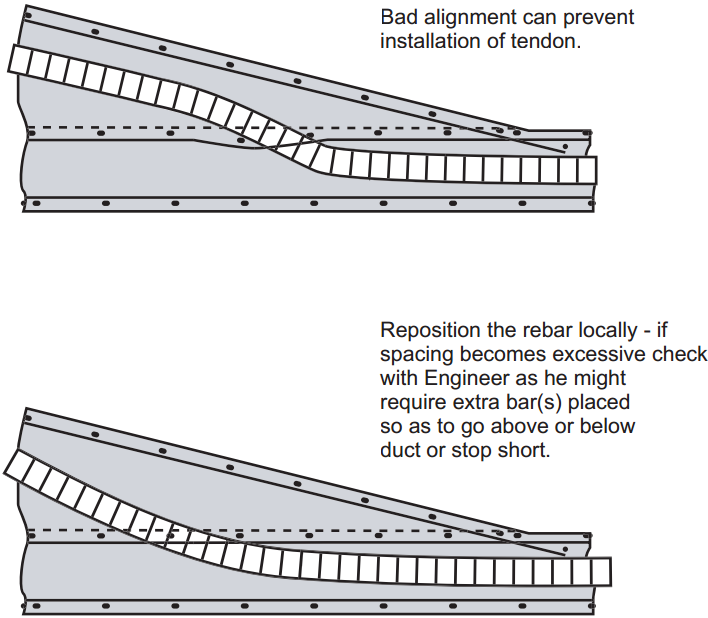 Bad alignment can prevent
installation of tendon.
Reposition the rebar locally - if
spacing becomes excessive check
with Engineer as he might
require extra bar(s) placed
so as to go above or below
duct or stop short.